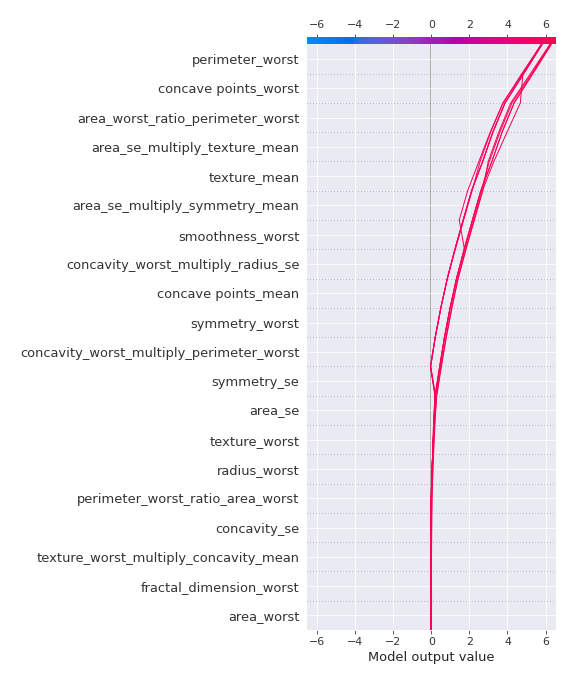 −6 −4 −2 0 2 4 6
perimeter_worst
concave points_worst
area_worst_ratio_perimeter_worst
area_se_multiply_texture_mean
texture_mean
area_se_multiply_symmetry_mean
smoothness_worst
concavity_worst_multiply_radius_se
concave points_mean
symmetry_worst
concavity_worst_multiply_perimeter_worst
symmetry_se
area_se
texture_worst
radius_worst
perimeter_worst_ratio_area_worst
concavity_se
texture_worst_multiply_concavity_mean
fractal_dimension_worst
area_worst
−6 −4 −2 0 2 4 6
Model output value